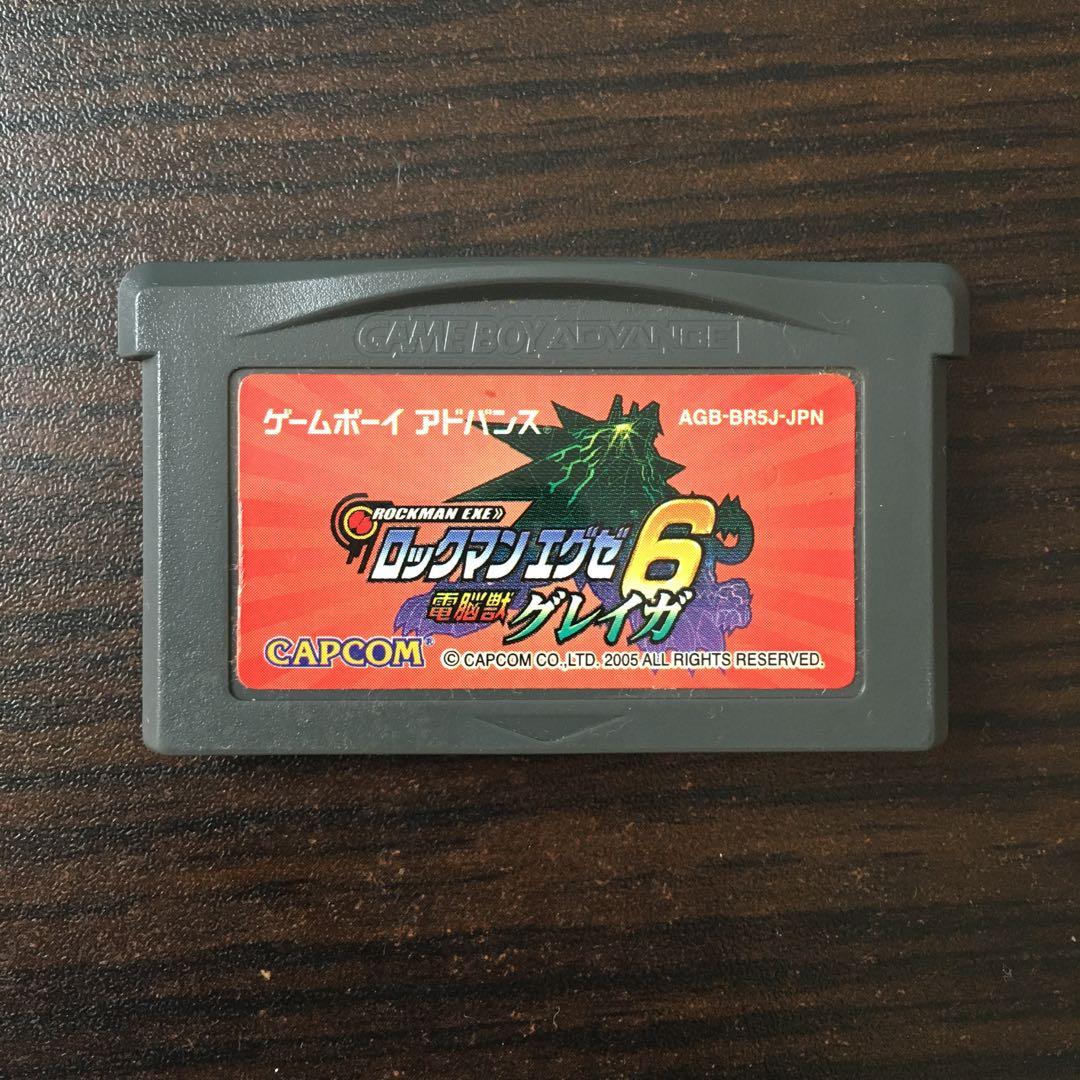 GAME BOY ADVANCE
ゲームボーイ アドバンス®
AGB-BR5J-JPN
ROCKMAN EXE
ロックマン エグゼ6
電脳獣グレイガ
CAPCOM®
© CAPCOM CO.,LTD. 2005 ALL RIGHTS RESERVED.